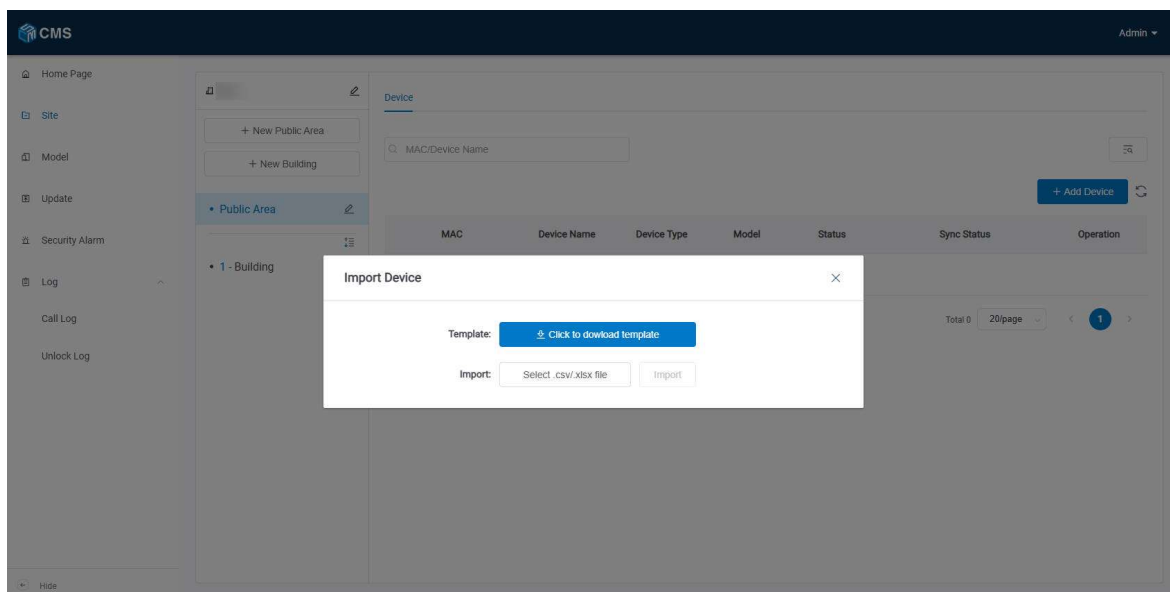 CMS
Admin
Home Page
Site
Model
Update
Security Alarm
Log
Call Log
Unlock Log
Hide
+ New Public Area
+ New Building
Public Area
1 - Building
Device
MAC/Device Name
+ Add Device
MAC Device Name Device Type Model Status Sync Status Operation
Total 0 20/page 1
Import Device
Template: Click to dowload template
Import: Select .csv/.xlsx file Import